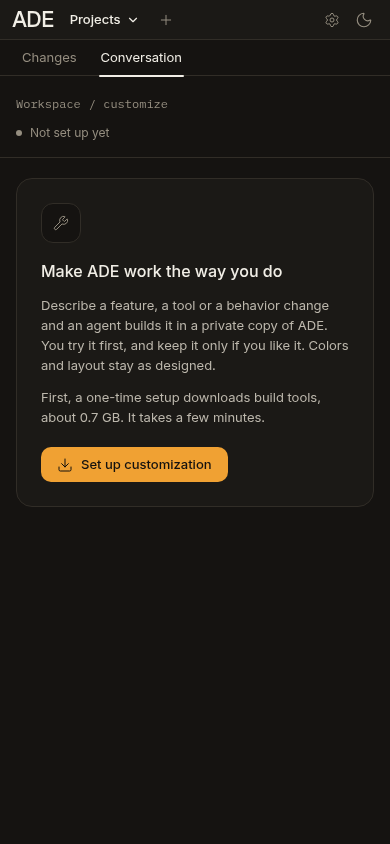 ADE Projects
Changes Conversation
Workspace / customize
Not set up yet
Make ADE work the way you do
Describe a feature, a tool or a behavior change
and an agent builds it in a private copy of ADE.
You try it first, and keep it only if you like it. Colors
and layout stay as designed.
First, a one-time setup downloads build tools,
about 0.7 GB. It takes a few minutes.
Set up customization